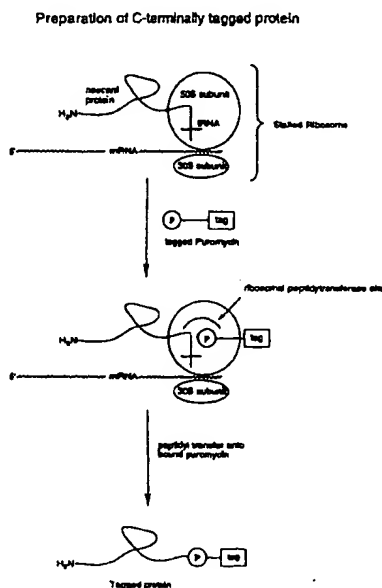 Preparation of C-terminally tagged protein
nascent
protein
50S subunit
H₂N
tRNA
Stalled Ribosome
5'
mRNA
30S subunit
P
tag
tagged Puromycin
ribosomal peptidyltransferase site
H₂N
P
tag
5'
mRNA
30S subunit
peptidyl transfer onto
bound puromycin
H₂N
P
tag
Tagged protein